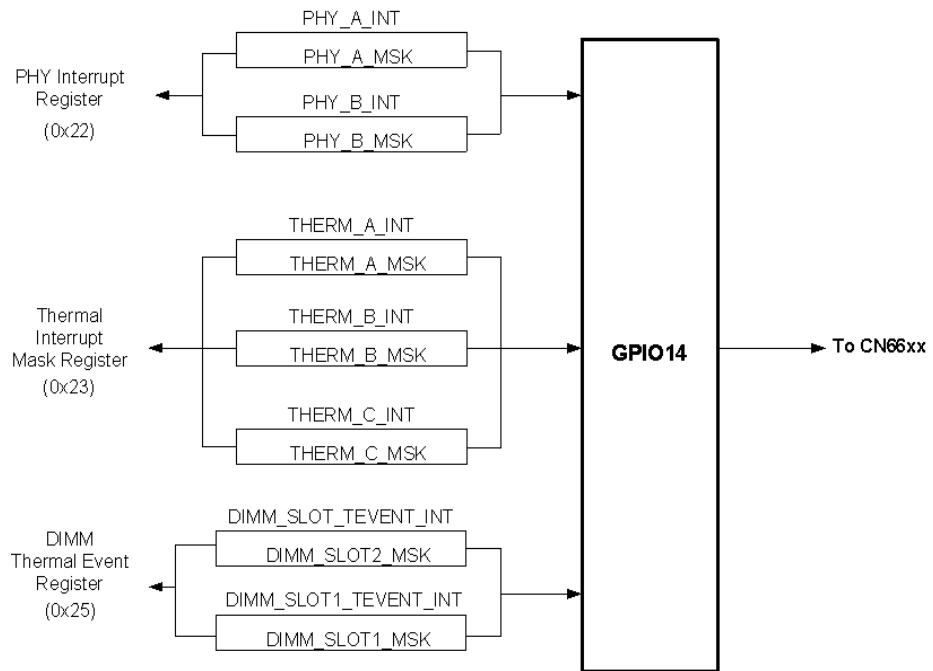 PHY_A_INT
PHY_A_MSK
PHY Interrupt
Register
(0x22)
PHY_B_INT
PHY_B_MSK
THERM_A_INT
THERM_A_MSK
Thermal
Interrupt
Mask Register
(0x23)
THERM_B_INT
THERM_B_MSK
THERM_C_INT
THERM_C_MSK
DIMM
Thermal Event
Register
(0x25)
DIMM_SLOT_TEVENT_INT
DIMM_SLOT2_MSK
DIMM_SLOT1_TEVENT_INT
DIMM_SLOT1_MSK
GPIO14
To CN66xx